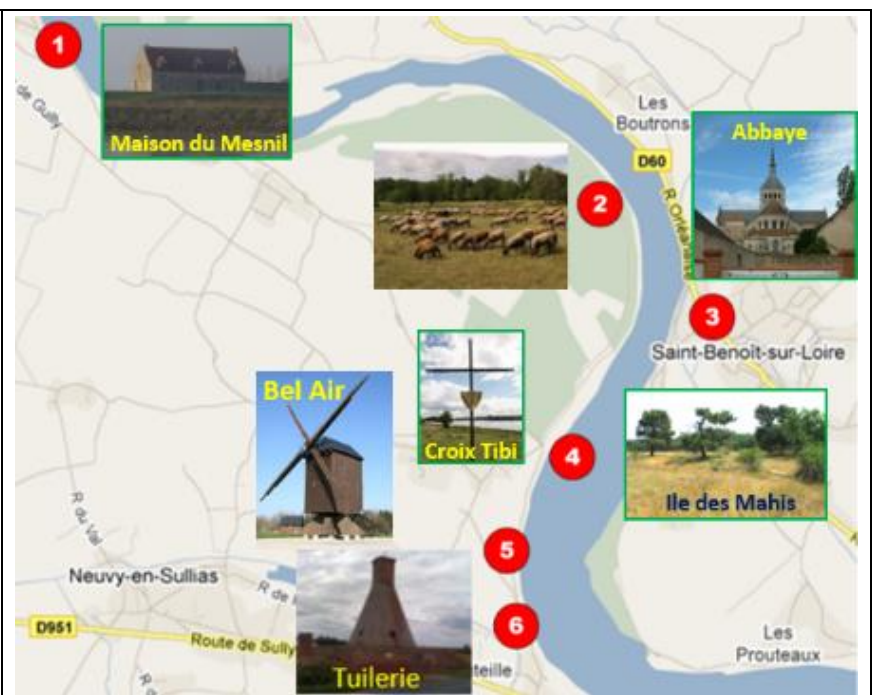 1
de Guilly
Maison du Mesnil
Les
Boutrons
Abbaye
D60
2
R Orléanaise
3
Saint-Benoît-sur-Loire
Bel Air
Croix Tibi
4
Ile des Mahis
5
R du Val
Neuvy-en-Sullias
R de
6
D951
Route de Sully
Tuilerie
teille
Les
Prouteaux